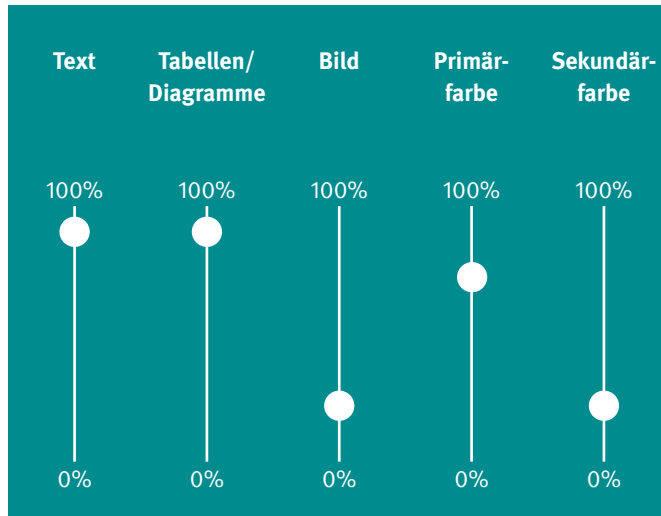 Text
Tabellen/
Diagramme
Bild
Primär-
farbe
Sekundär-
farbe
100%
100%
100%
100%
100%
0%
0%
0%
0%
0%